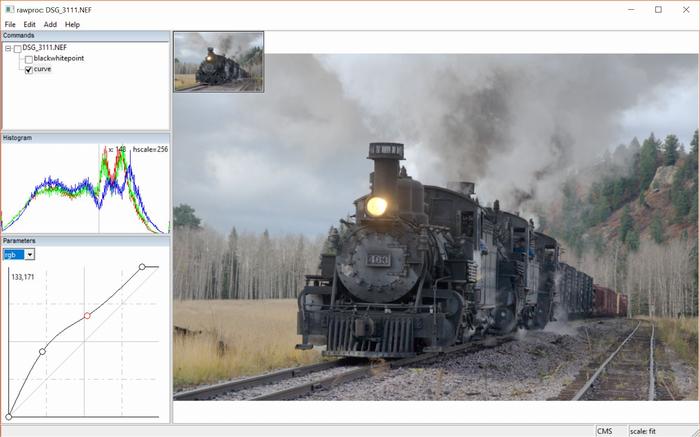 rawproc: DSG_3111.NEF
File Edit Add Help
Commands
DSG_3111.NEF
blackwhitepoint
curve
Histogram
x: 148 hscale=256
Parameters
rgb
133,171
463
CMS
scale: fit